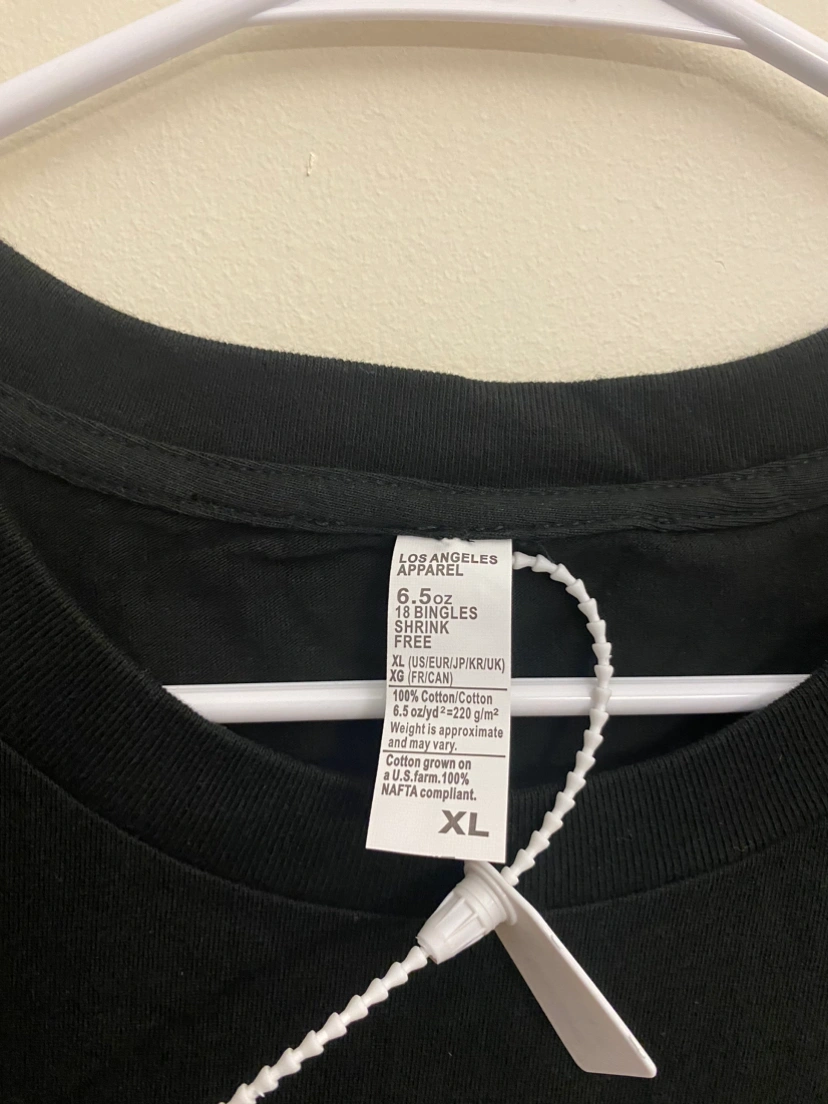 LOS ANGELES
APPAREL
6.5oz
18 BINGLES
SHRINK
FREE
XL (US/EUR/JP/KR/UK)
XG (FR/CAN)
100% Cotton/Cotton
6.5 oz/yd²=220 g/m²
Weight is approximate
and may vary.
Cotton grown on
a U.S.farm.100%
NAFTA compliant.
XL